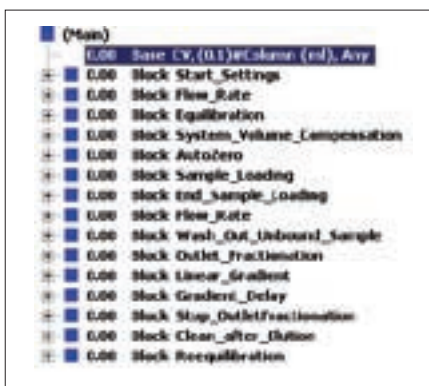 (Main)
0.00 Base CV, (0.1)#Column (ml), Any
0.00 Block Start_Settings
0.00 Block Flow_Rate
0.00 Block Equilibration
0.00 Block System_Volume_Compensation
0.00 Block AutoZero
0.00 Block Sample_Loading
0.00 Block End_Sample_Loading
0.00 Block Flow_Rate
0.00 Block Wash_Out_Unbound_Sample
0.00 Block Outlet_Fractionation
0.00 Block Linear_Gradient
0.00 Block Gradient_Delay
0.00 Block Stop_OutletFractionation
0.00 Block Clean_after_Elution
0.00 Block Reequilibration